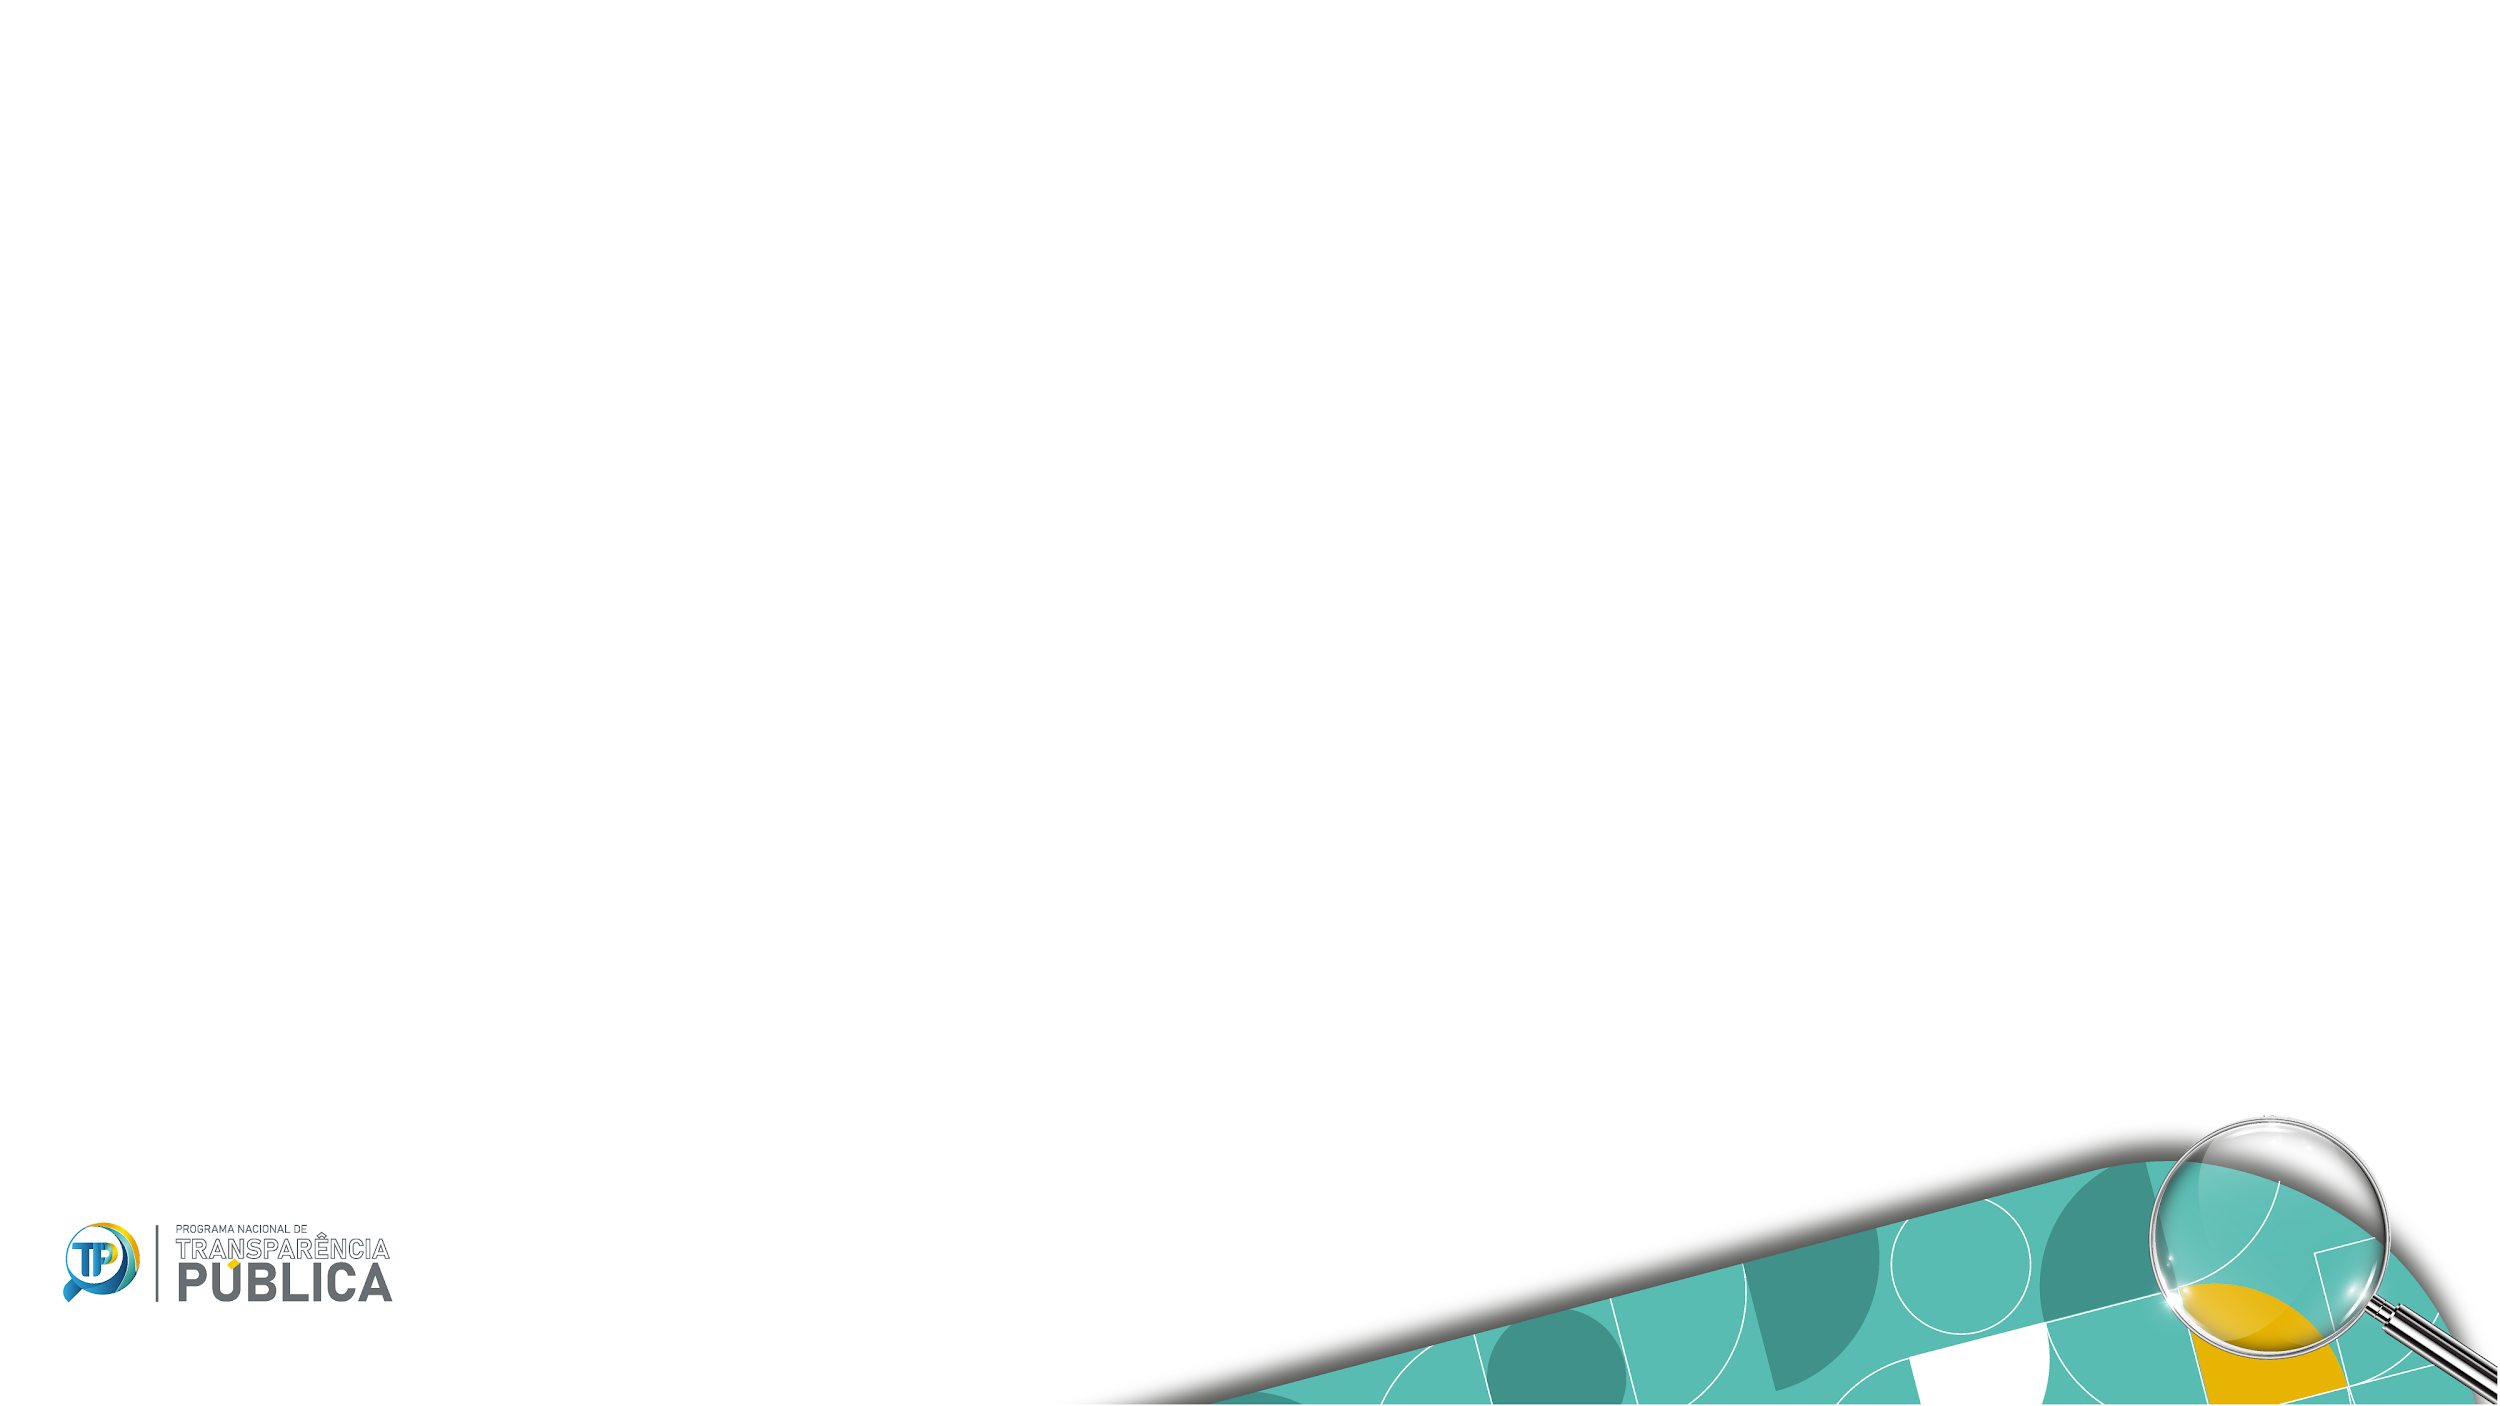 TP
PROGRAMA NACIONAL DE
TRANSPARÊNCIA
PÚBLICA